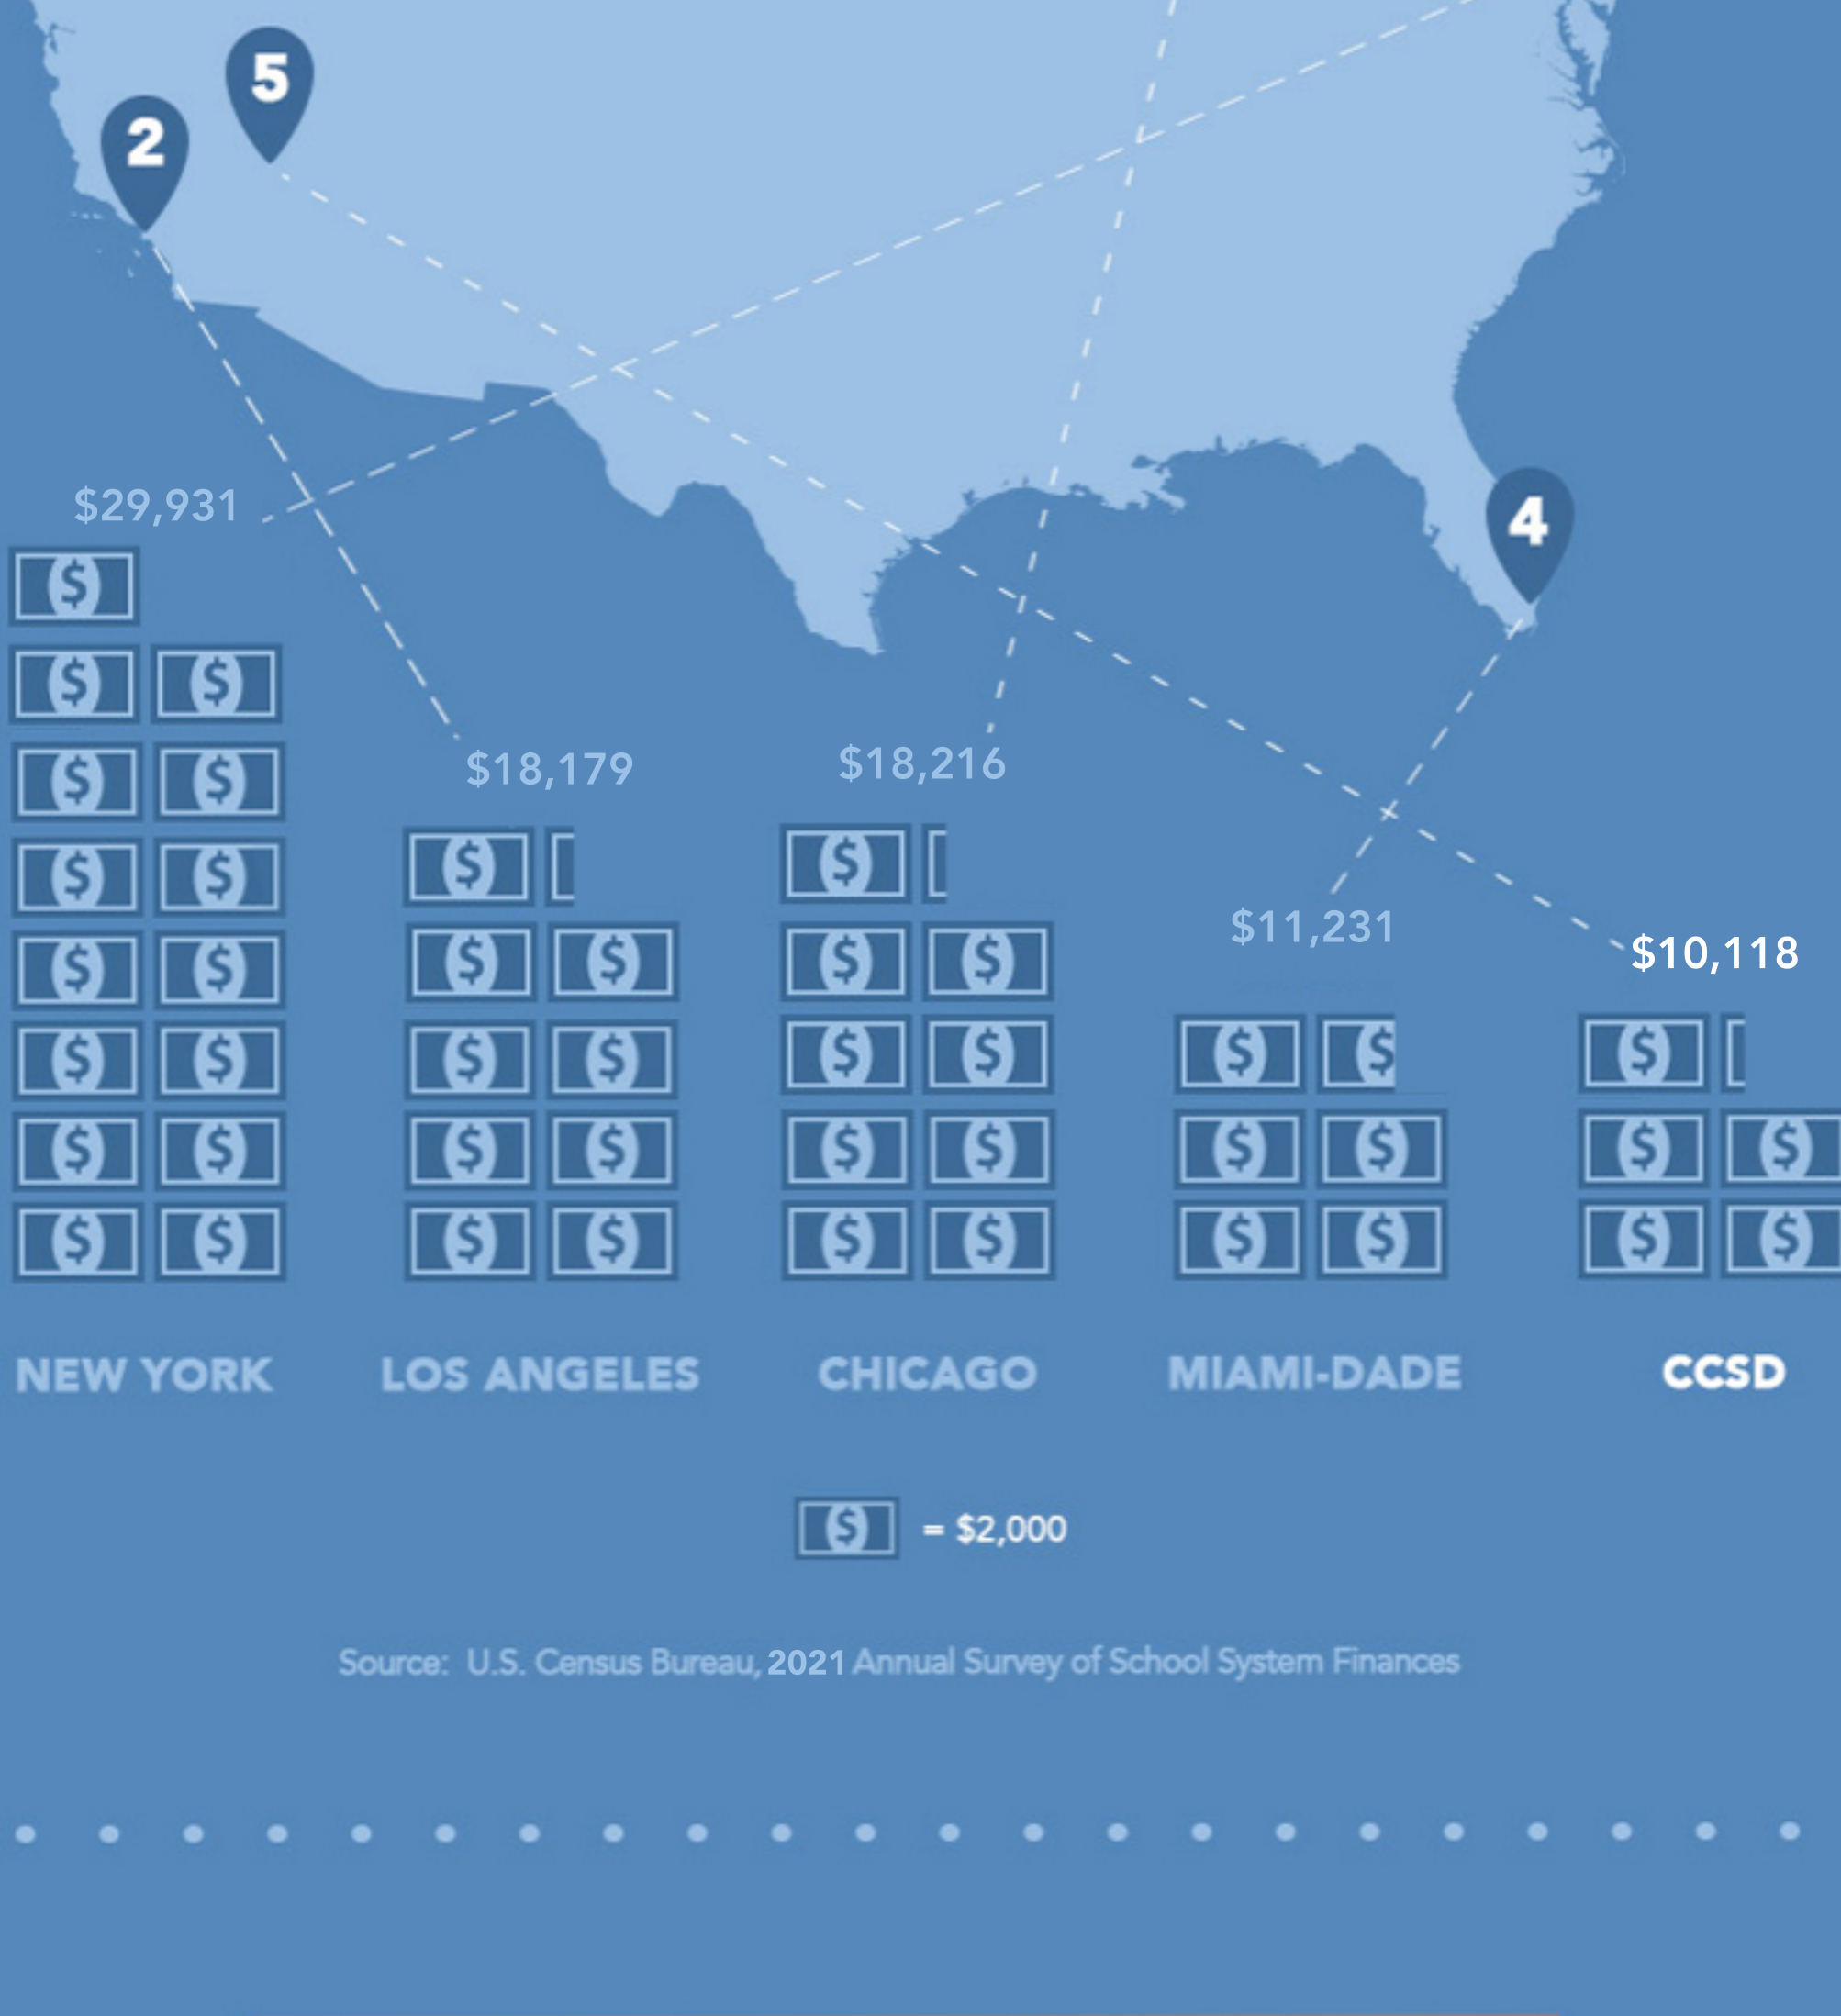 5
2
4
$29,931
$18,179
$18,216
$11,231
$10,118
NEW YORK
LOS ANGELES
CHICAGO
MIAMI-DADE
CCSD
$ = $2,000
Source: U.S. Census Bureau, 2021 Annual Survey of School System Finances